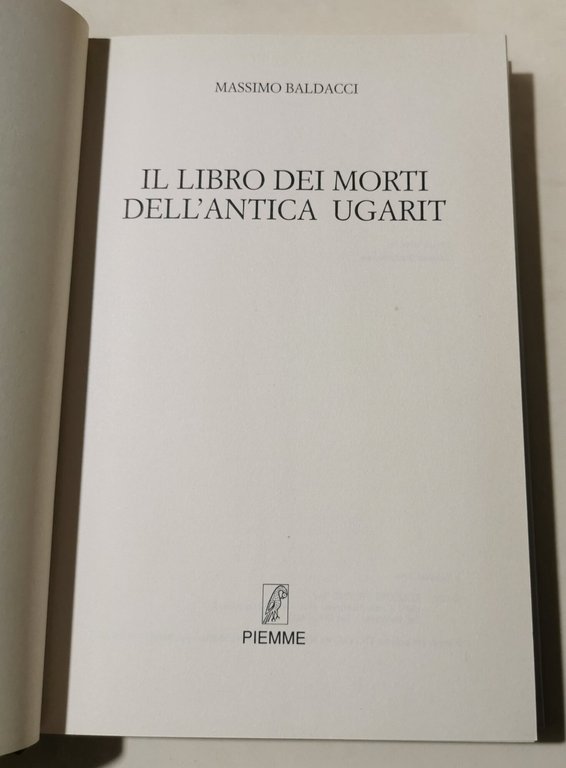 MASSIMO BALDACCI
IL LIBRO DEI MORTI
DELL'ANTICA UGARIT
PIEMME